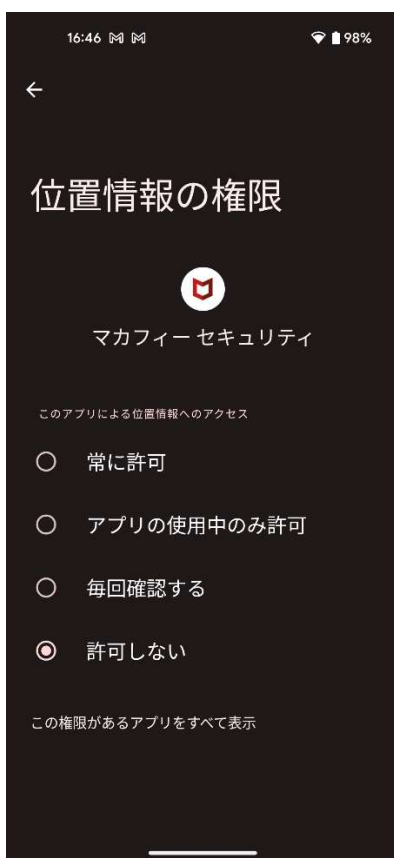 16:46 98%
位置情報の権限
マカフィー セキュリティ
このアプリによる位置情報へのアクセス
常に許可
アプリの使用中のみ許可
毎回確認する
許可しない
この権限があるアプリをすべて表示